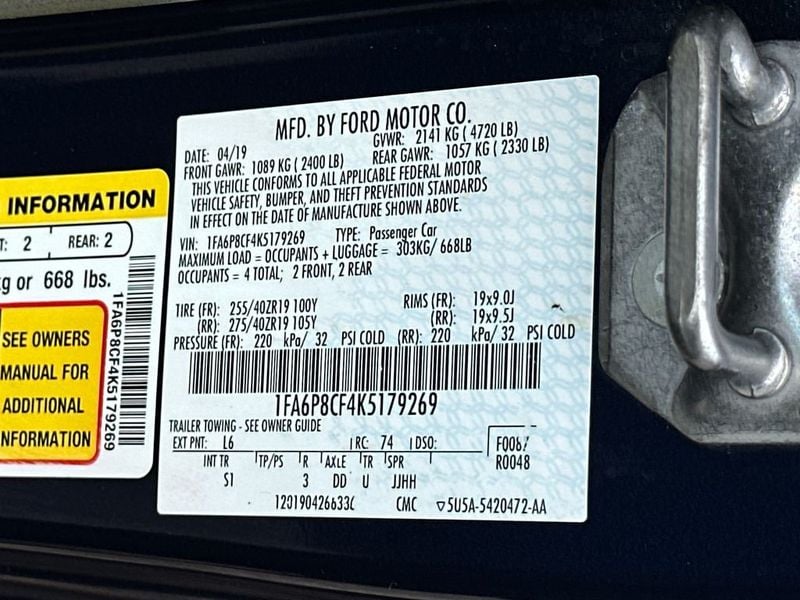 INFORMATION
T: 2 REAR: 2
kg or 668 lbs.
SEE OWNERS
MANUAL FOR
ADDITIONAL
INFORMATION
1FA6P8CF4K5179269
MFD. BY FORD MOTOR CO.
DATE: 04/19 GVWR: 2141 KG ( 4720 LB)
FRONT GAWR: 1089 KG ( 2400 LB) REAR GAWR: 1057 KG ( 2330 LB)
THIS VEHICLE CONFORMS TO ALL APPLICABLE FEDERAL MOTOR
VEHICLE SAFETY, BUMPER, AND THEFT PREVENTION STANDARDS
IN EFFECT ON THE DATE OF MANUFACTURE SHOWN ABOVE.
VIN: 1FA6P8CF4K5179269 TYPE: Passenger Car
MAXIMUM LOAD = OCCUPANTS + LUGGAGE = 303KG/ 668LB
OCCUPANTS = 4 TOTAL; 2 FRONT, 2 REAR
TIRE (FR): 255/40ZR19 100Y RIMS (FR): 19x9.0J
(RR): 275/40ZR19 105Y (RR): 19x9.5J
PRESSURE (FR): 220 kPa/ 32 PSI COLD (RR): 220 kPa/ 32 PSI COLD
1FA6P8CF4K5179269
TRAILER TOWING - SEE OWNER GUIDE
EXT PNT: L6 RC: 74 DSO: F0067
INT TR TP/PS R AXLE TR SPR R0048
S1 3 DD U JJHH
CMC 5U5A-5420472-AA